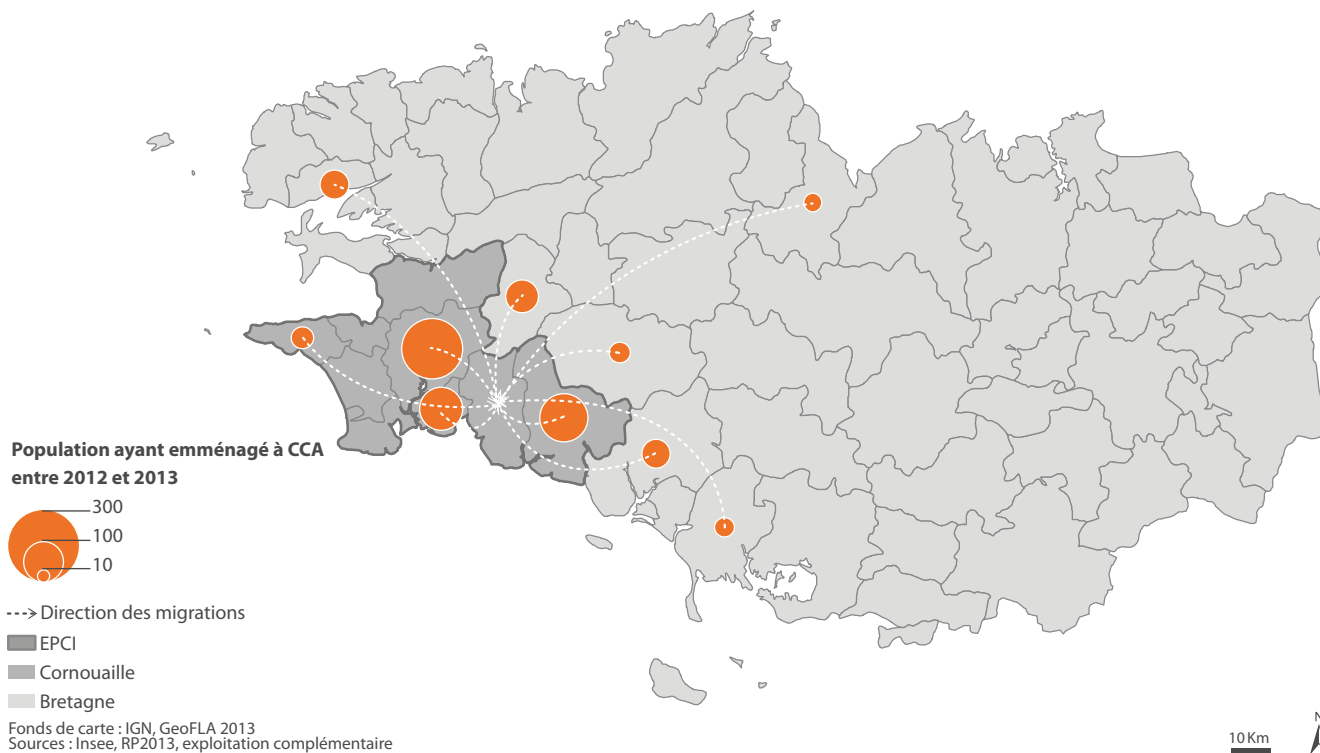 Population ayant emménagé à CCA
entre 2012 et 2013
300
100
10
Direction des migrations
EPCI
Cornouaille
Bretagne
Fonds de carte : IGN, GeoFLA 2013
Sources : Insee, RP2013, exploitation complémentaire
10 Km
N